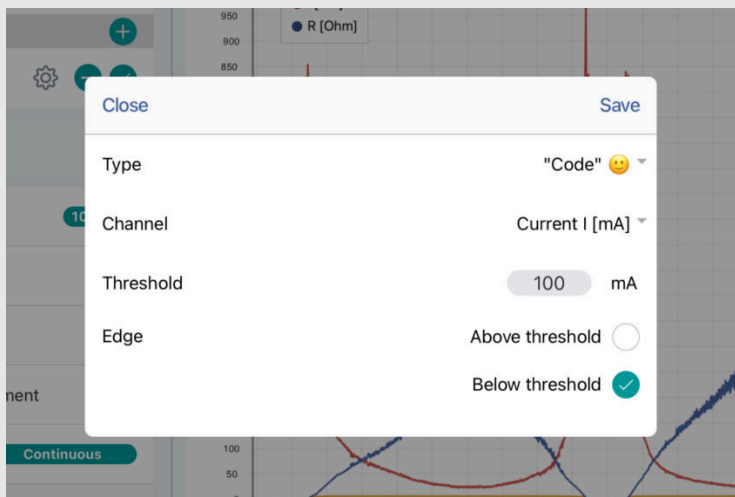 950
R [Ohm]
900
850
Close Save
Type "Code" 🙂
10
Channel Current I [mA]
Threshold 100 mA
Edge Above threshold
Below threshold
ment
Continuous
100
50